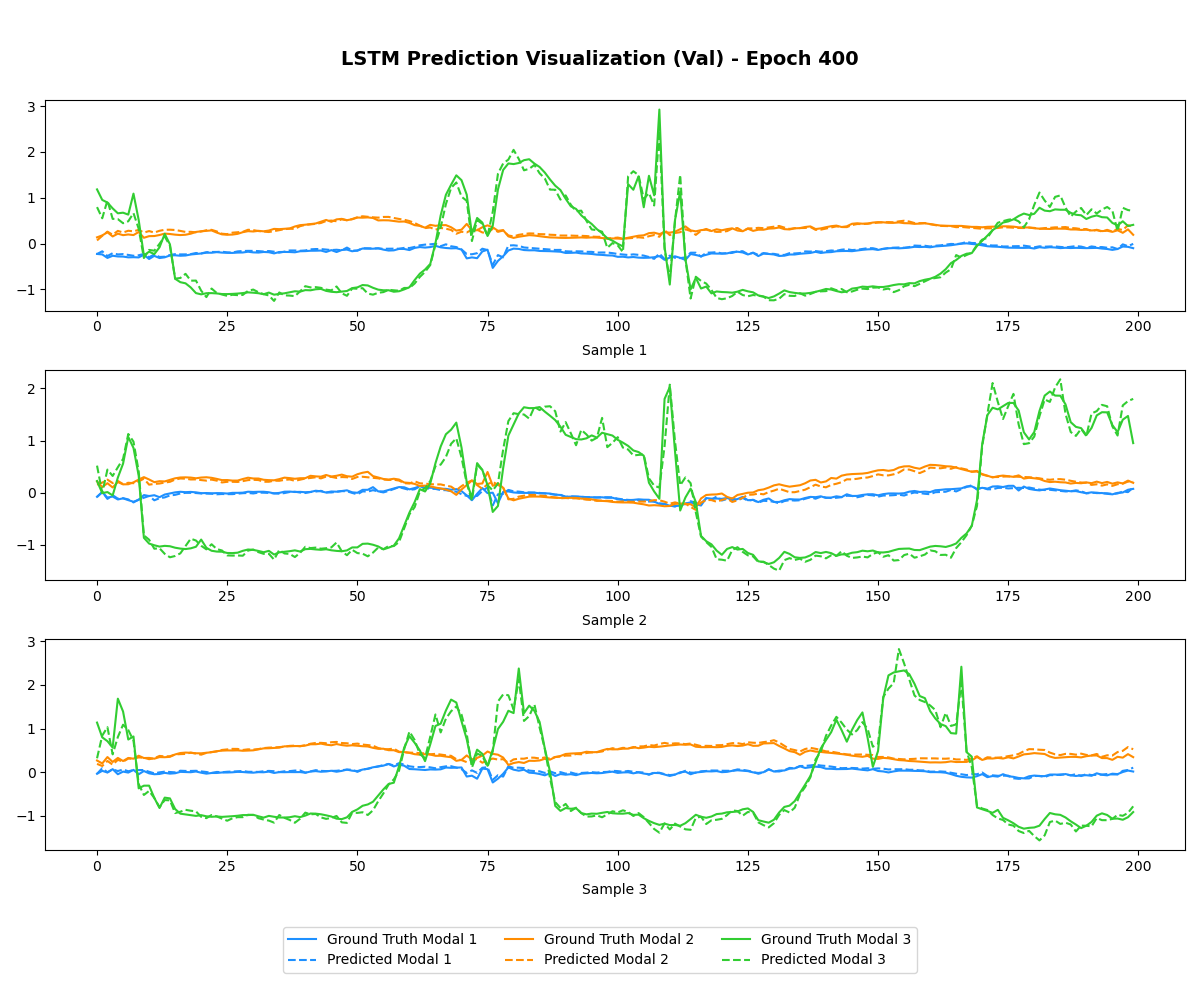 LSTM Prediction Visualization (Val) - Epoch 400
3
2
1
0
−1
0 25 50 75 100 125 150 175 200
Sample 1
2
1
0
−1
0 25 50 75 100 125 150 175 200
Sample 2
3
2
1
0
−1
0 25 50 75 100 125 150 175 200
Sample 3
Ground Truth Modal 1 Ground Truth Modal 2 Ground Truth Modal 3
Predicted Modal 1 Predicted Modal 2 Predicted Modal 3